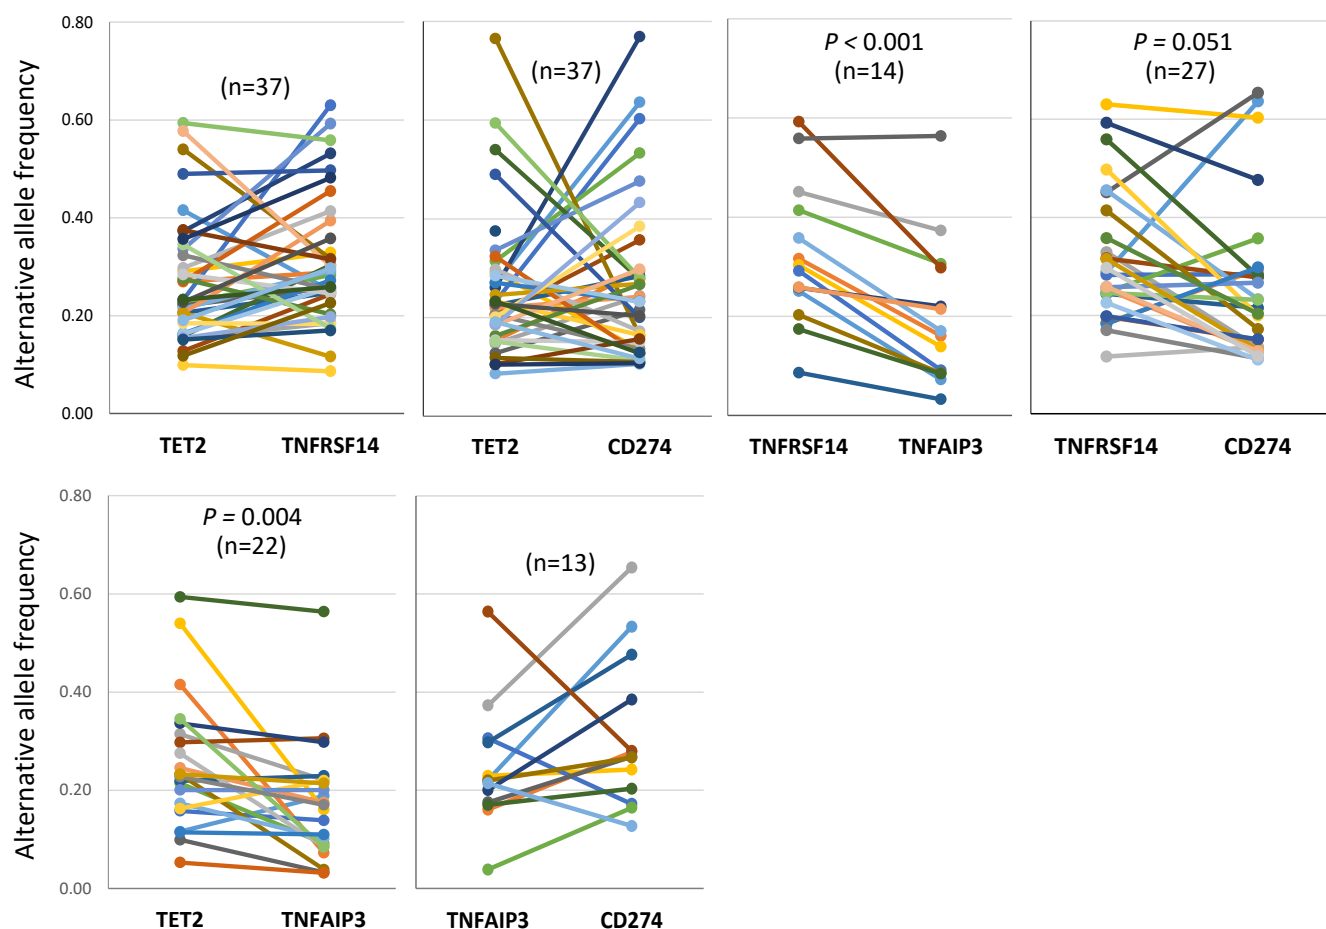 Alternative allele frequency
0.80
0.60
0.40
0.20
0.00
(n=37)
TET2 TNFRSF14
(n=37)
TET2 CD274
P < 0.001
(n=14)
TNFRSF14 TNFAIP3
P = 0.051
(n=27)
TNFRSF14 CD274
Alternative allele frequency
0.80
0.60
0.40
0.20
0.00
P = 0.004
(n=22)
TET2 TNFAIP3
(n=13)
TNFAIP3 CD274